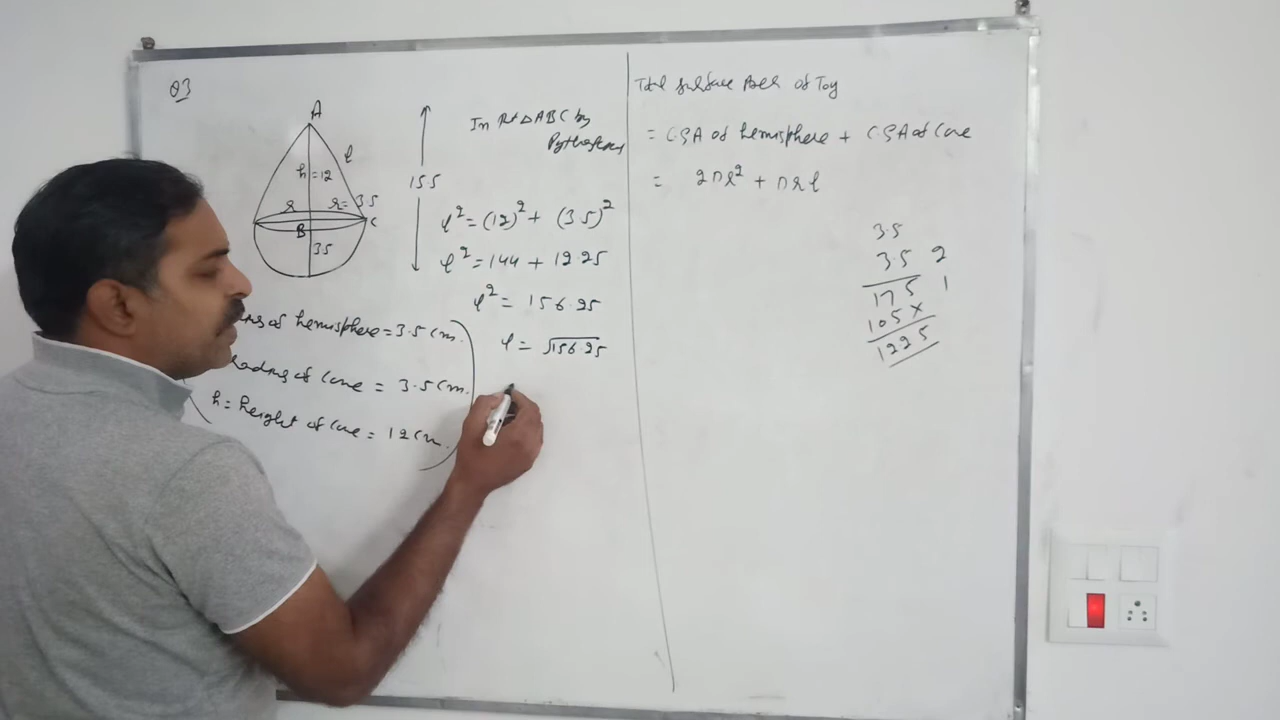 Q3
A
l
h=12
r
r= 3.5
B
C
3.5
15.5
In Rt △ABC by
l² = (12)² + (3.5)²
l² = 144 + 12.25
l² = 156.25
l = √156.25
of hemisphere = 3.5 cm.
Radius of Cone = 3.5 cm.
h = height of Cone = 12 cm.
Total Surface Area of Toy
= CSA of hemisphere + CSA of Cone
= 2πr² + πrl
3.5
3.5 2
175 1
105×
1225